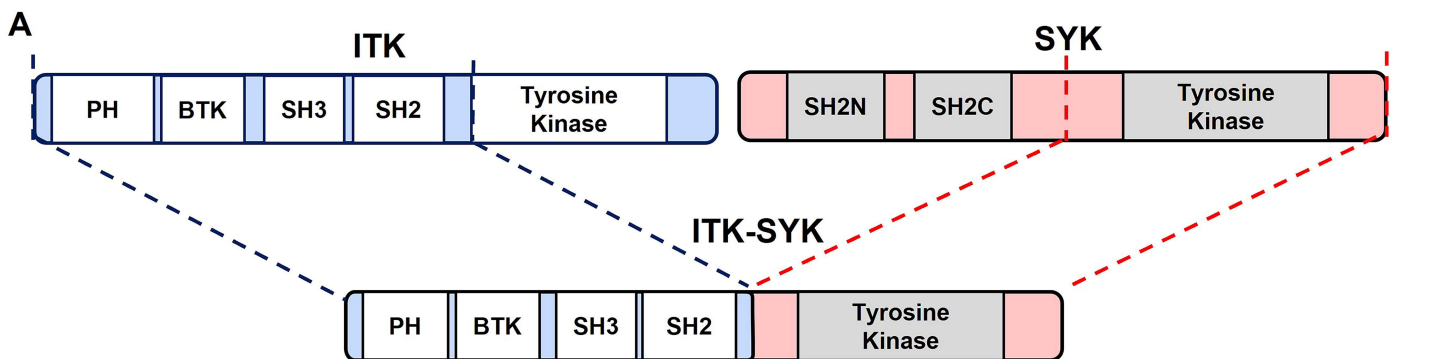 A
ITK
SYK
PH
BTK
SH3
SH2
Tyrosine
Kinase
SH2N
SH2C
Tyrosine
Kinase
ITK-SYK
PH
BTK
SH3
SH2
Tyrosine
Kinase